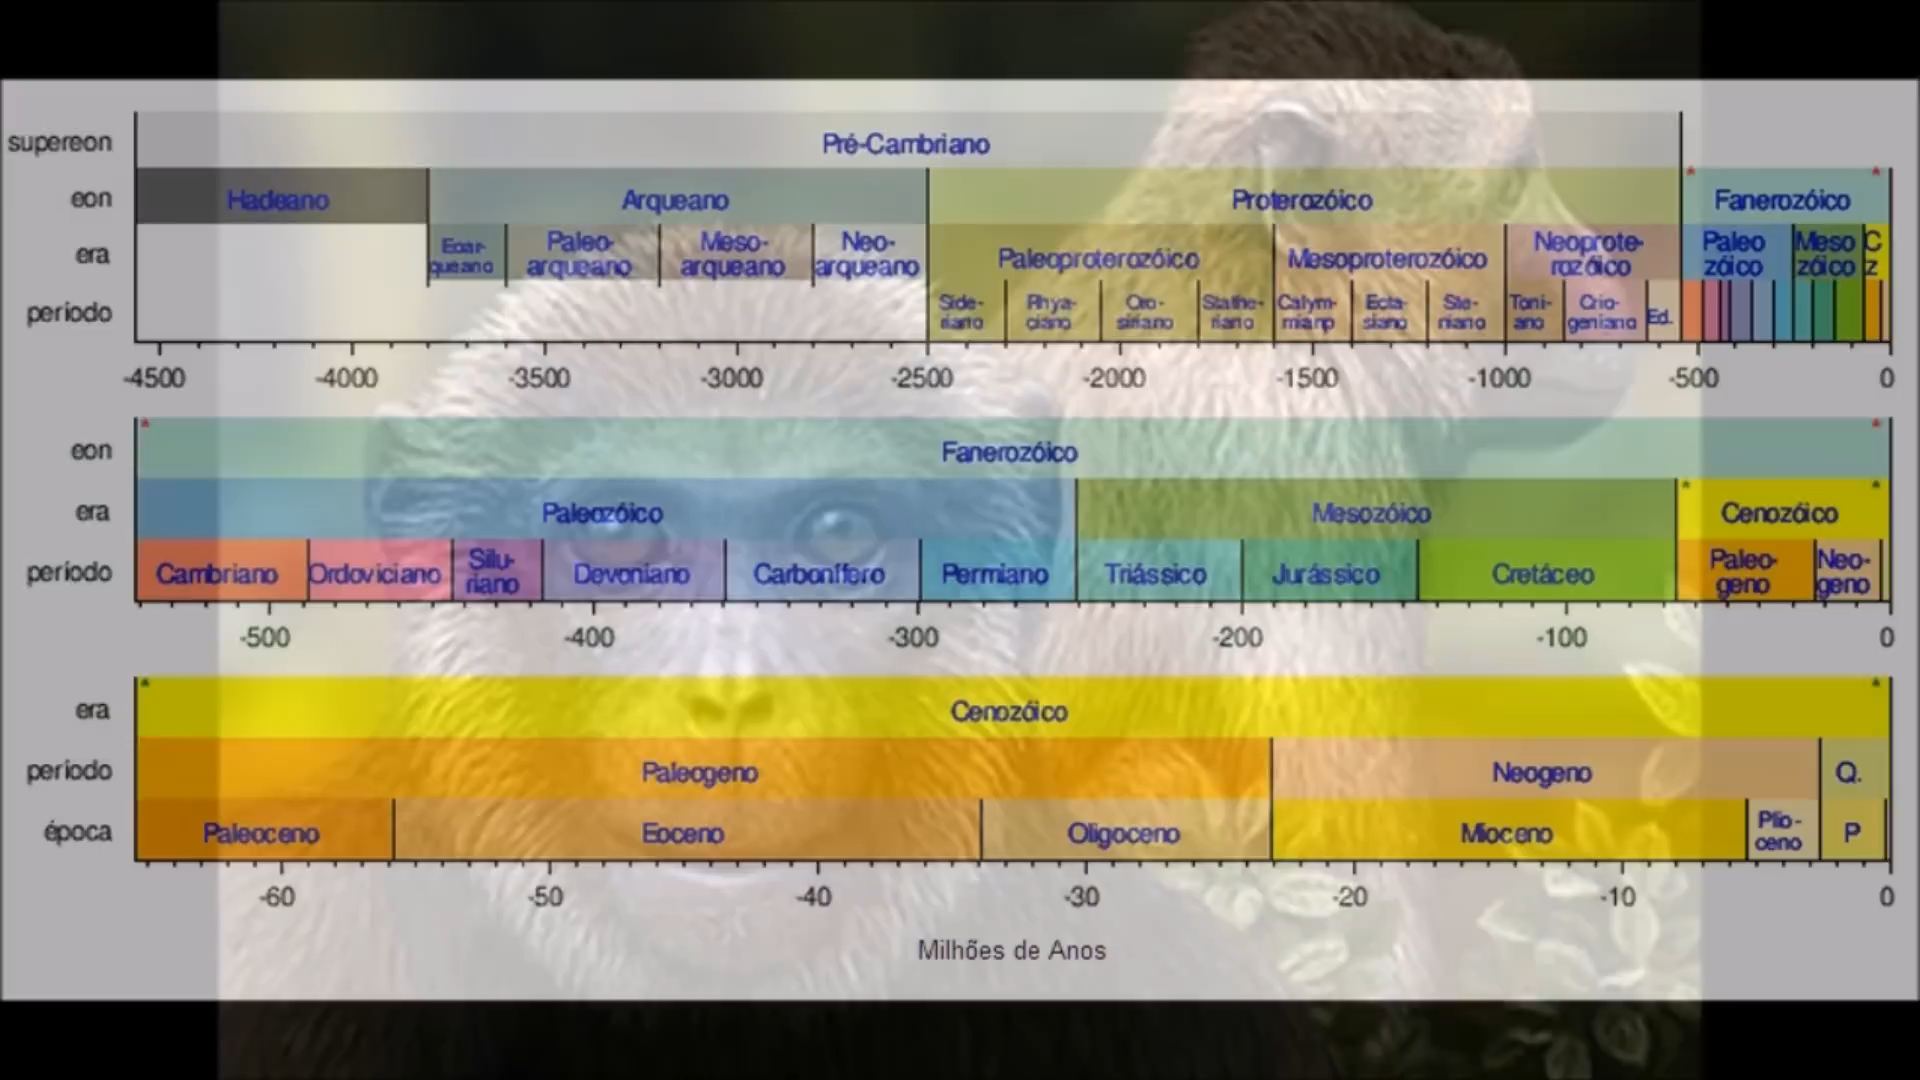 supereon
Pré-Cambriano
eon
Hadeano
Arqueano
Proterozóico
Fanerozóico
era
Eoar-
queano
Paleo-
arqueano
Meso-
arqueano
Neo-
arqueano
Paleoproterozóico
Mesoproterozóico
Neoprote-
rozóico
Paleo
zóico
Meso
zóico
C
z
período
Side-
riano
Rhya-
ciano
Oro-
siriano
Stathe-
riano
Calym-
mianp
Ecta-
siano
Ste-
niano
Toni-
ano
Crio-
geniano
Ed.
-4500 -4000 -3500 -3000 -2500 -2000 -1500 -1000 -500 0
eon
Fanerozóico
era
Paleozóico
Mesozóico
Cenozóico
período
Cambriano
Ordoviciano
Silu-
riano
Devoniano
Carbonífero
Permiano
Triássico
Jurássico
Cretáceo
Paleo-
geno
Neo-
geno
-500 -400 -300 -200 -100 0
era
Cenozóico
período
Paleogeno
Neogeno
Q.
época
Paleoceno
Eoceno
Oligoceno
Mioceno
Plio-
ceno
P
-60 -50 -40 -30 -20 -10 0
Milhões de Anos